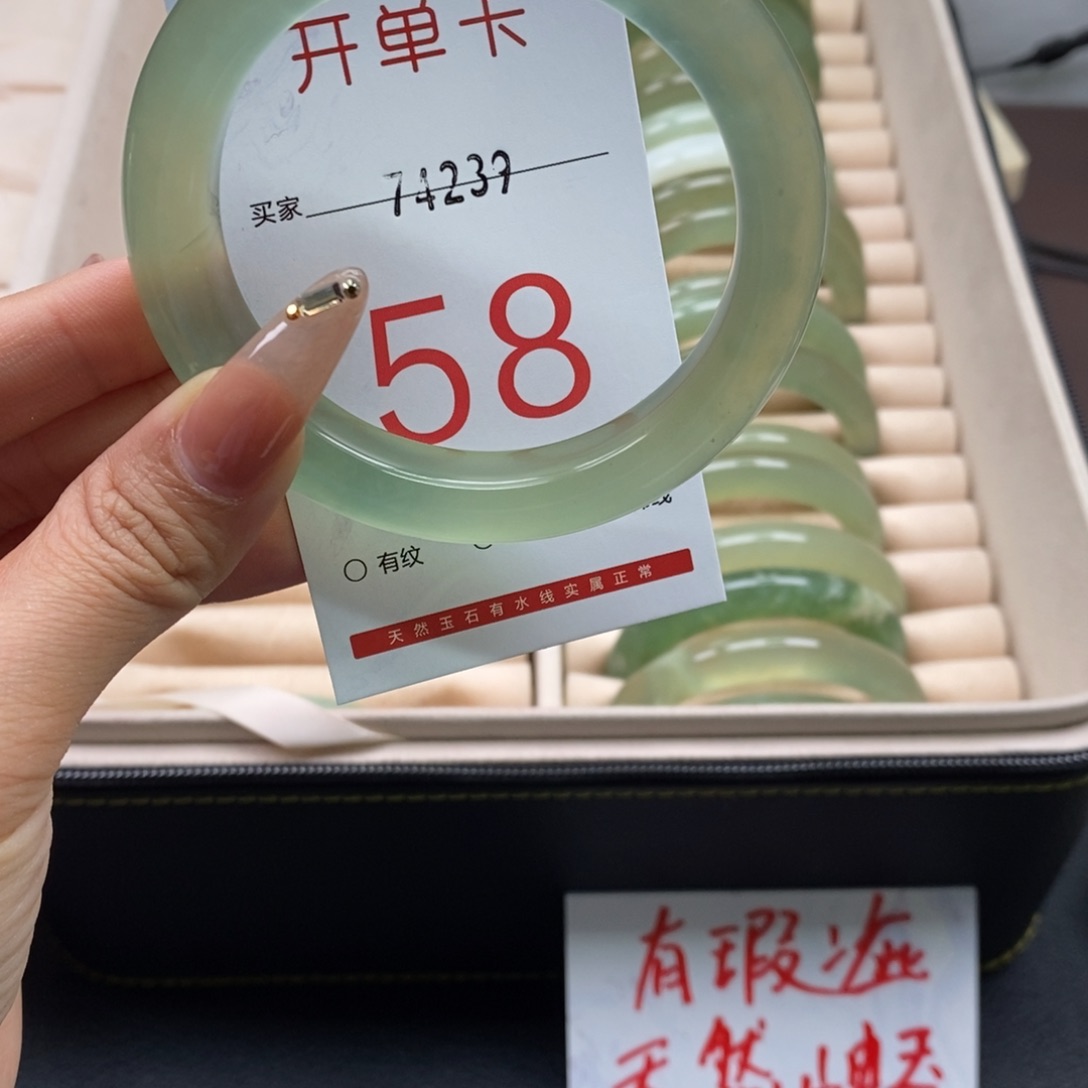 开单卡
买家 74237
58
线
○ 有纹
天然玉石有水线实属正常
有瑕疵
天然